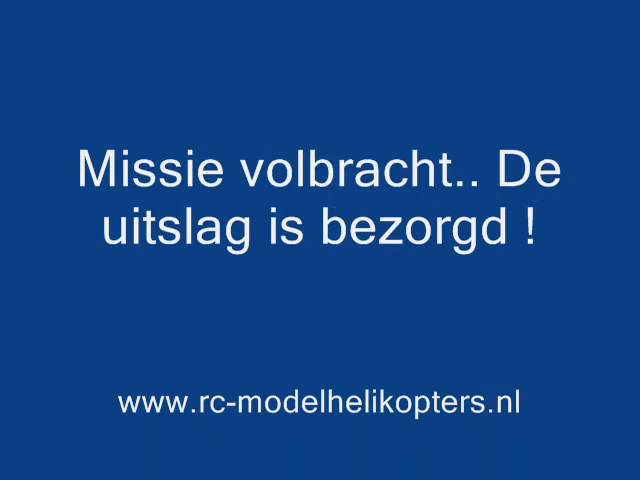 Missie volbracht.. De
uitslag is bezorgd !
www.rc-modelhelikopters.nl